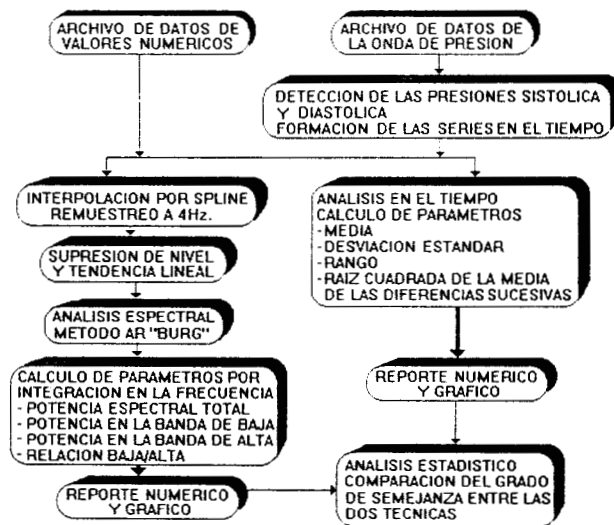 ARCHIVO DE DATOS DE
VALORES NUMERICOS
ARCHIVO DE DATOS DE
LA ONDA DE PRESION
DETECCION DE LAS PRESIONES SISTOLICA
Y DIASTOLICA
FORMACION DE LAS SERIES EN EL TIEMPO
INTERPOLACION POR SPLINE
REMUESTREO A 4Hz.
SUPRESION DE NIVEL
Y TENDENCIA LINEAL
ANALISIS ESPECTRAL
METODO AR "BURG"
CALCULO DE PARAMETROS POR
INTEGRACION EN LA FRECUENCIA
- POTENCIA ESPECTRAL TOTAL
- POTENCIA EN LA BANDA DE BAJA
- POTENCIA EN LA BANDA DE ALTA
- RELACION BAJA/ALTA
REPORTE NUMERICO
Y GRAFICO
ANALISIS EN EL TIEMPO
CALCULO DE PARAMETROS
-MEDIA
-DESVIACION ESTANDAR
-RANGO
-RAIZ CUADRADA DE LA MEDIA
DE LAS DIFERENCIAS SUCESIVAS
REPORTE NUMERICO
Y GRAFICO
ANALISIS ESTADISTICO
COMPARACION DEL GRADO
DE SEMEJANZA ENTRE LAS
DOS TECNICAS